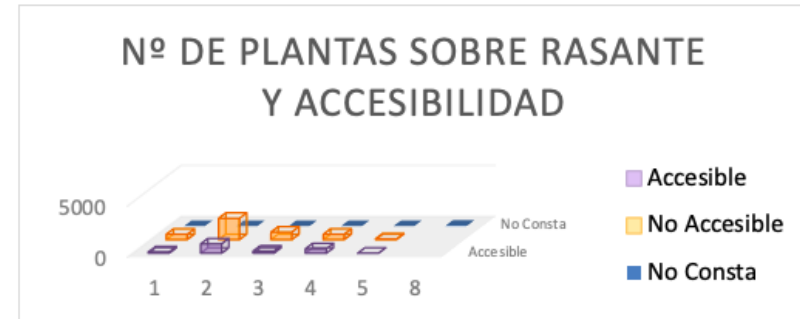 Nº DE PLANTAS SOBRE RASANTE
Y ACCESIBILIDAD
5000
0
1 2 3 4 5 8
No Consta
Accesible
Accesible
No Accesible
No Consta